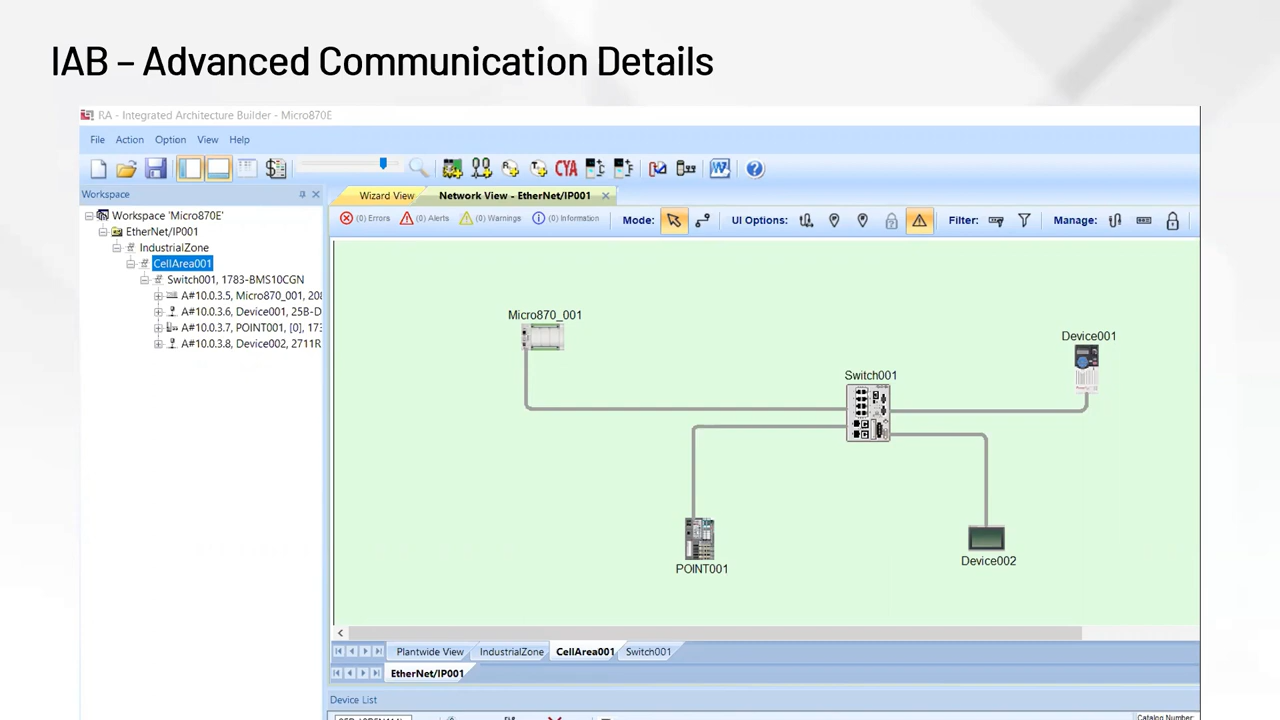 IAB – Advanced Communication Details
RA - Integrated Architecture Builder - Micro870E
File Action Option View Help
CYA
Workspace
Wizard View Network View - EtherNet/IP001
(0) Errors (0) Alerts (0) Warnings (0) Information Mode: UI Options: Filter: Manage:
Workspace 'Micro870E'
EtherNet/IP001
IndustrialZone
CellArea001
Switch001, 1783-BMS10CGN
A#10.0.3.5, Micro870_001, 208
A#10.0.3.6, Device001, 25B-D
A#10.0.3.7, POINT001, [0], 173
A#10.0.3.8, Device002, 2711R
Micro870_001
Device001
Switch001
POINT001
Device002
Plantwide View IndustrialZone CellArea001 Switch001
EtherNet/IP001
Device List
Catalog Number: